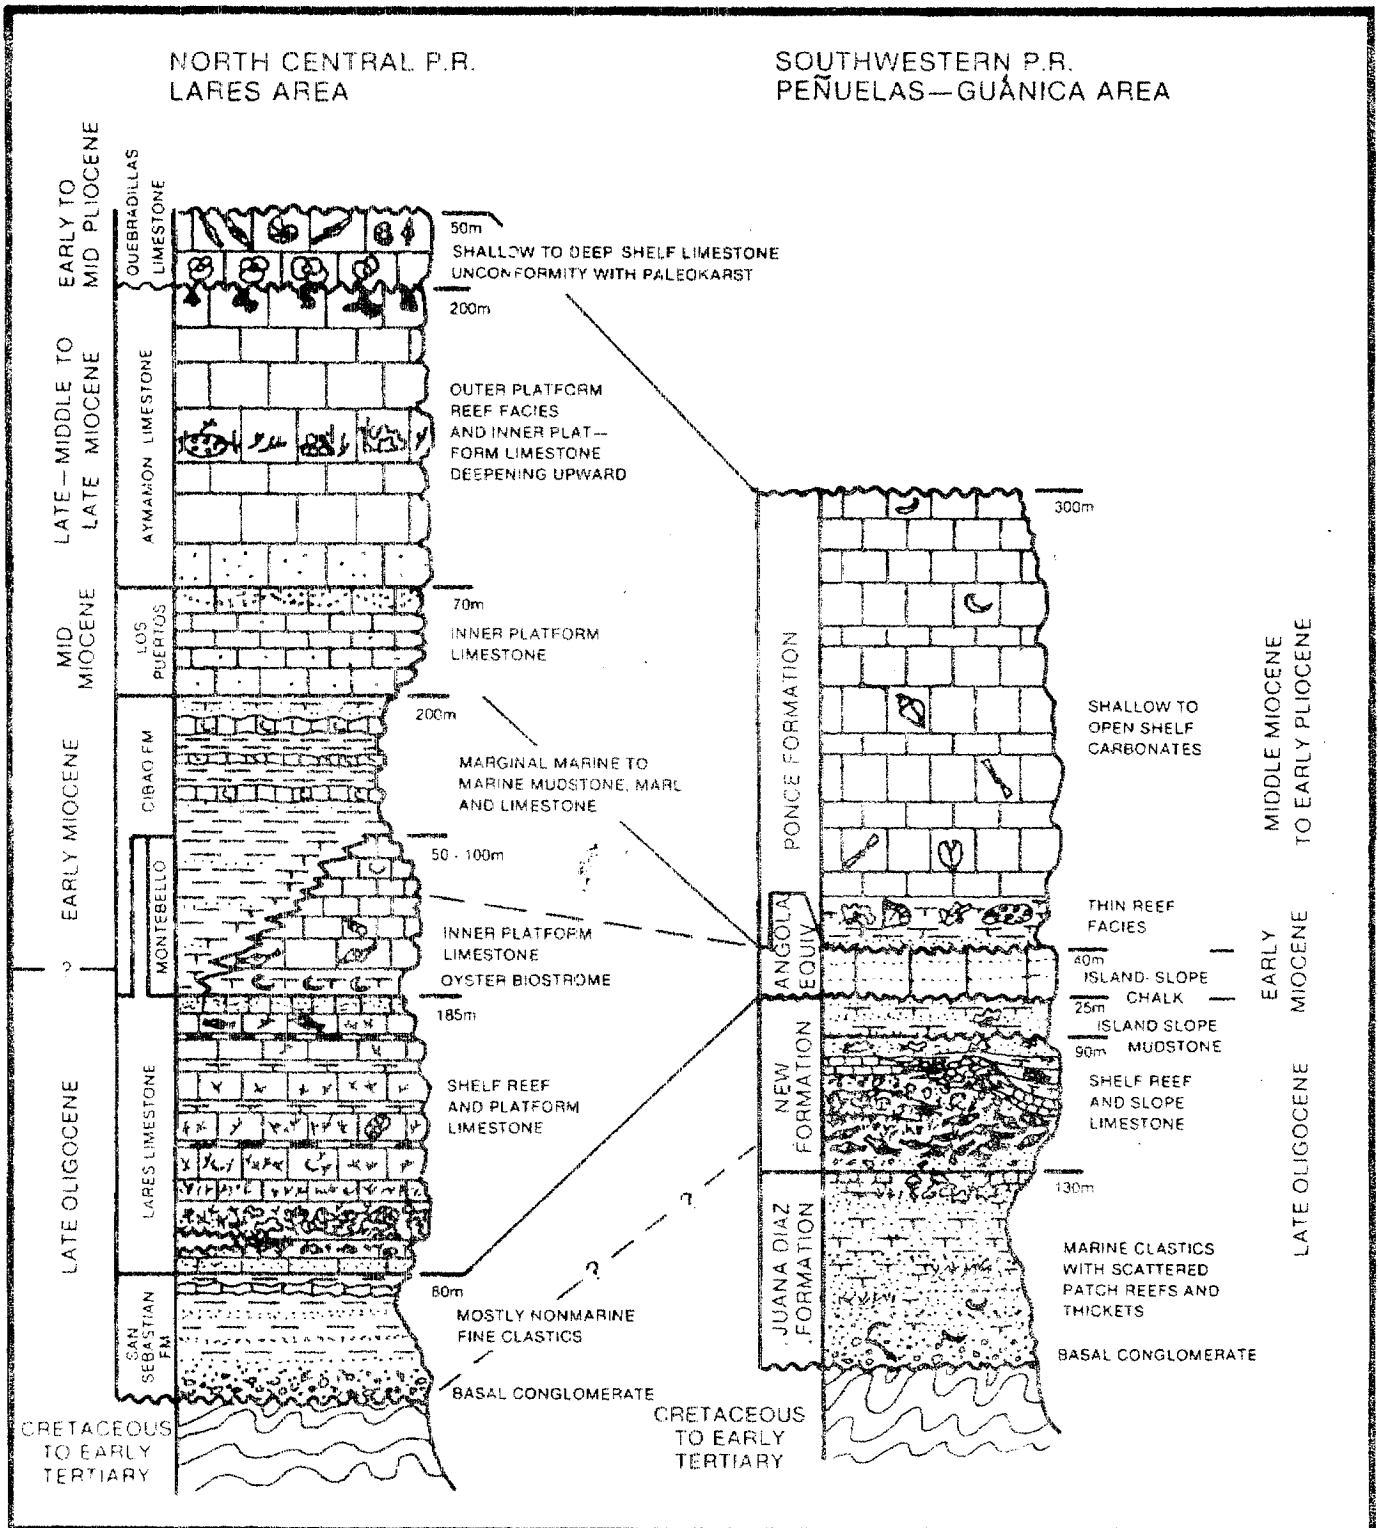 NORTH CENTRAL P.R.
LARES AREA
SOUTHWESTERN P.R.
PEÑUELAS—GUÁNICA AREA
EARLY TO
MID PLIOCENE
QUEBRADILLAS
LIMESTONE
50m
SHALLOW TO DEEP SHELF LIMESTONE
UNCONFORMITY WITH PALEOKARST
200m
LATE—MIDDLE TO
LATE MIOCENE
AYMAMON LIMESTONE
OUTER PLATFORM
REEF FACIES
AND INNER PLAT—
FORM LIMESTONE
DEEPENING UPWARD
MID
MIOCENE
LOS
PUERTOS
70m
INNER PLATFORM
LIMESTONE
200m
EARLY MIOCENE
CIBAO FM
MARGINAL MARINE TO
MARINE MUDSTONE, MARL
AND LIMESTONE
50 - 100m
MONTEBELLO
INNER PLATFORM
LIMESTONE
OYSTER BIOSTROME
?
185m
LATE OLIGOCENE
LARES LIMESTONE
SHELF REEF
AND PLATFORM
LIMESTONE
80m
SAN
SEBASTIAN
FM
MOSTLY NONMARINE
FINE CLASTICS
BASAL CONGLOMERATE
CRETACEOUS
TO EARLY
TERTIARY
?
?
300m
PONCE FORMATION
SHALLOW TO
OPEN SHELF
CARBONATES
MIDDLE MIOCENE
TO EARLY PLIOCENE
THIN REEF
FACIES
ANGOLA
EQUIV
40m
ISLAND-SLOPE
CHALK
EARLY
MIOCENE
25m
ISLAND SLOPE
MUDSTONE
90m
NEW
FORMATION
SHELF REEF
AND SLOPE
LIMESTONE
LATE OLIGOCENE
130m
JUANA DIAZ
FORMATION
MARINE CLASTICS
WITH SCATTERED
PATCH REEFS AND
THICKETS
BASAL CONGLOMERATE
CRETACEOUS
TO EARLY
TERTIARY